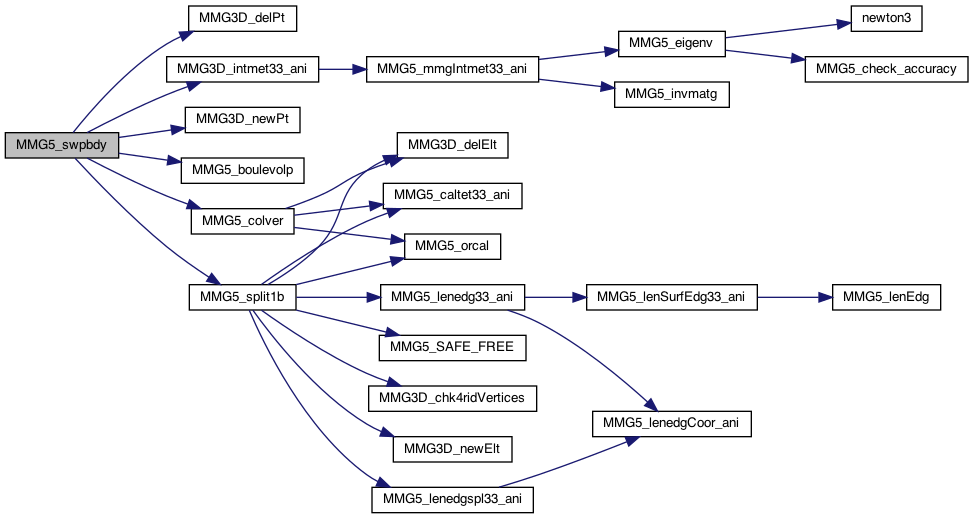 MMG5_swpbdy
MMG3D_delPt
MMG3D_intmet33_ani
MMG3D_newPt
MMG5_boulevolp
MMG5_colver
MMG5_split1b
MMG5_mmgIntmet33_ani
MMG5_eigenv
MMG5_invmatg
newton3
MMG5_check_accuracy
MMG3D_delElt
MMG5_caltet33_ani
MMG5_orcal
MMG5_lenedg33_ani
MMG5_SAFE_FREE
MMG3D_chk4ridVertices
MMG3D_newElt
MMG5_lenedgspl33_ani
MMG5_lenSurfEdg33_ani
MMG5_lenEdg
MMG5_lenedgCoor_ani